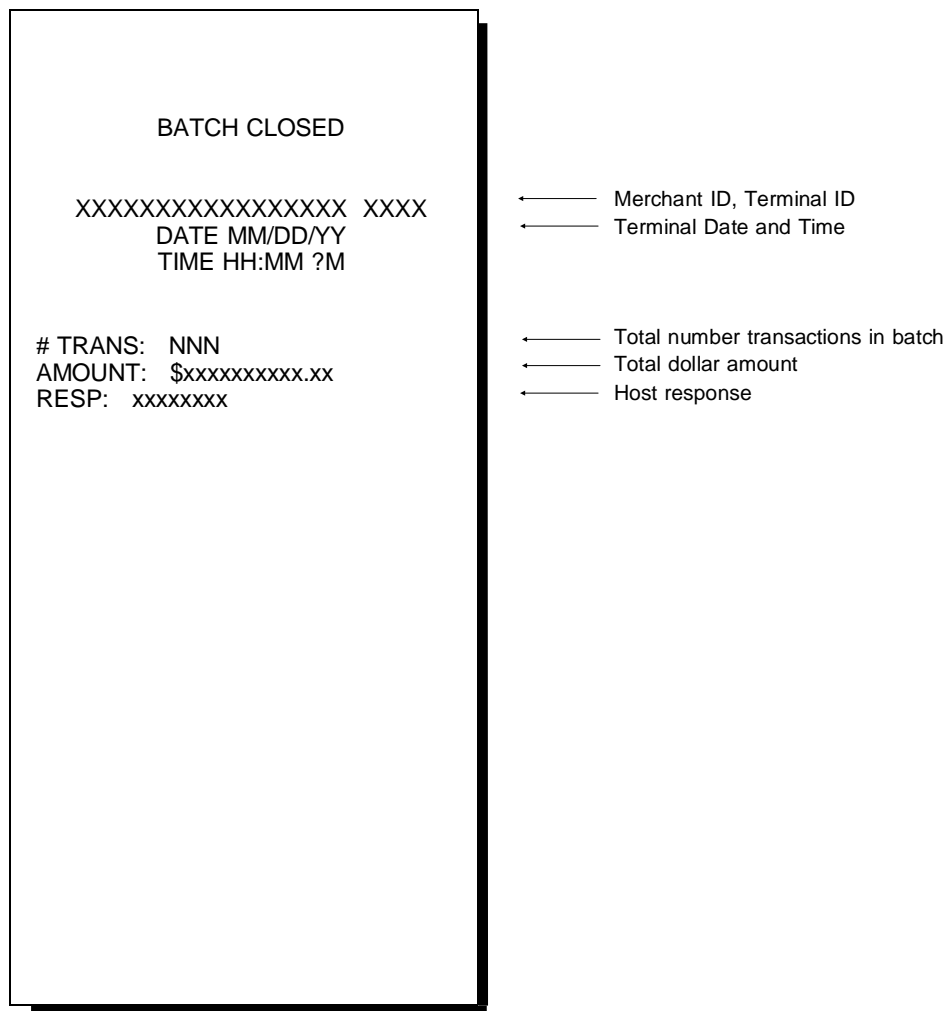 BATCH CLOSED
XXXXXXXXXXXXXXXXX XXXX
DATE MM/DD/YY
TIME HH:MM ?M
# TRANS: NNN
AMOUNT: $xxxxxxxxxx.xx
RESP: xxxxxxxx
Merchant ID, Terminal ID
Terminal Date and Time
Total number transactions in batch
Total dollar amount
Host response